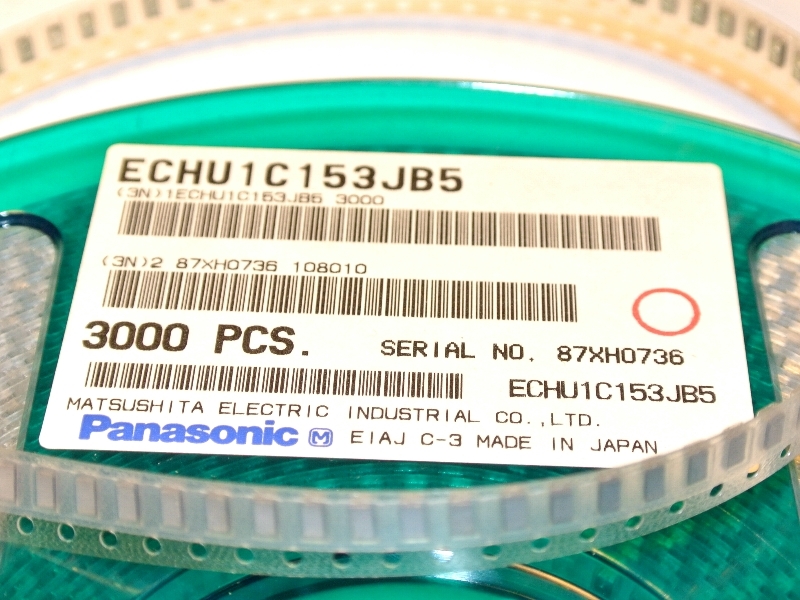 ECHU1C153JB5
(3N)1ECHU1C153JB5 3000
(3N)2 87XH0736 108010
3000 PCS. SERIAL NO. 87XH0736
ECHU1C153JB5
MATSUSHITA ELECTRIC INDUSTRIAL CO.,LTD.
Panasonic M EIAJ C-3 MADE IN JAPAN